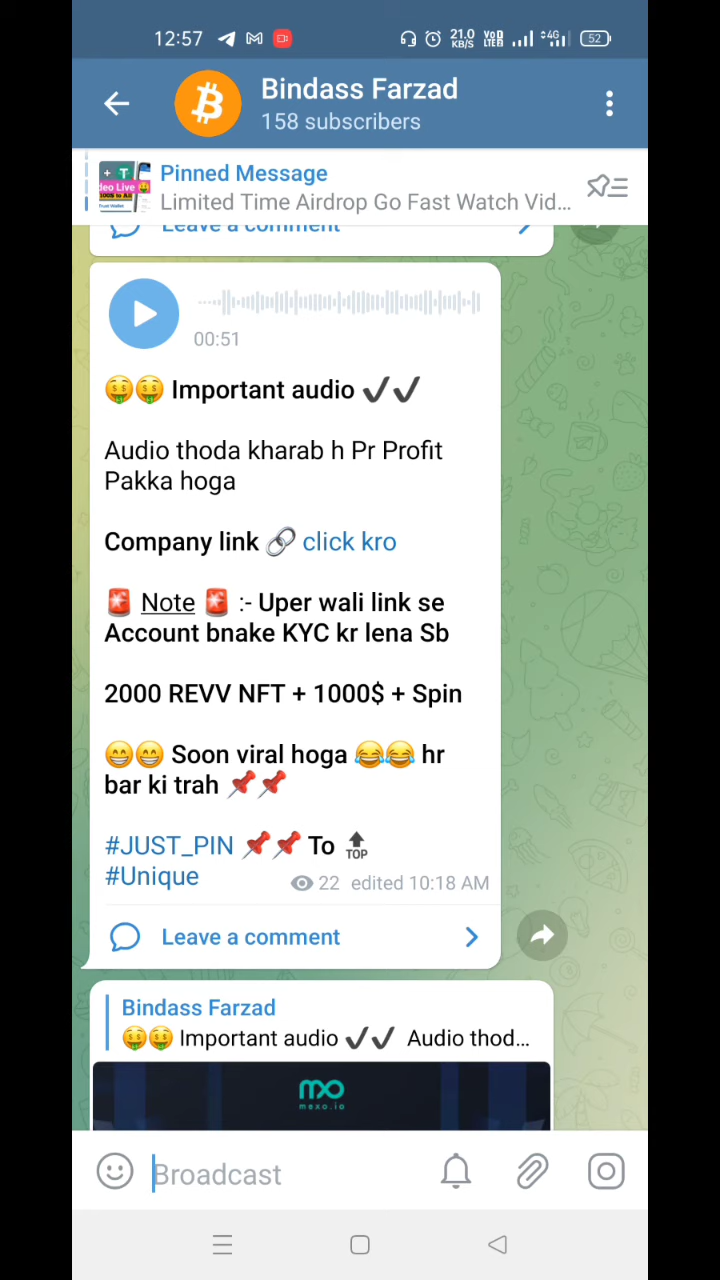 12:57
21.0 KB/S
VoD LTE
4G
52
Bindass Farzad
158 subscribers
Pinned Message
Limited Time Airdrop Go Fast Watch Vid...
Leave a comment
00:51
🤑🤑 Important audio ✔✔
Audio thoda kharab h Pr Profit
Pakka hoga
Company link 🔗 click kro
🚨 Note 🚨 :- Uper wali link se
Account bnake KYC kr lena Sb
2000 REVV NFT + 1000$ + Spin
😁😁 Soon viral hoga 😂😂 hr
bar ki trah 📌📌
#JUST_PIN 📌📌 To 🔝
#Unique
22 edited 10:18 AM
Leave a comment
Bindass Farzad
🤑🤑 Important audio ✔✔ Audio thod...
mexo.io
Broadcast